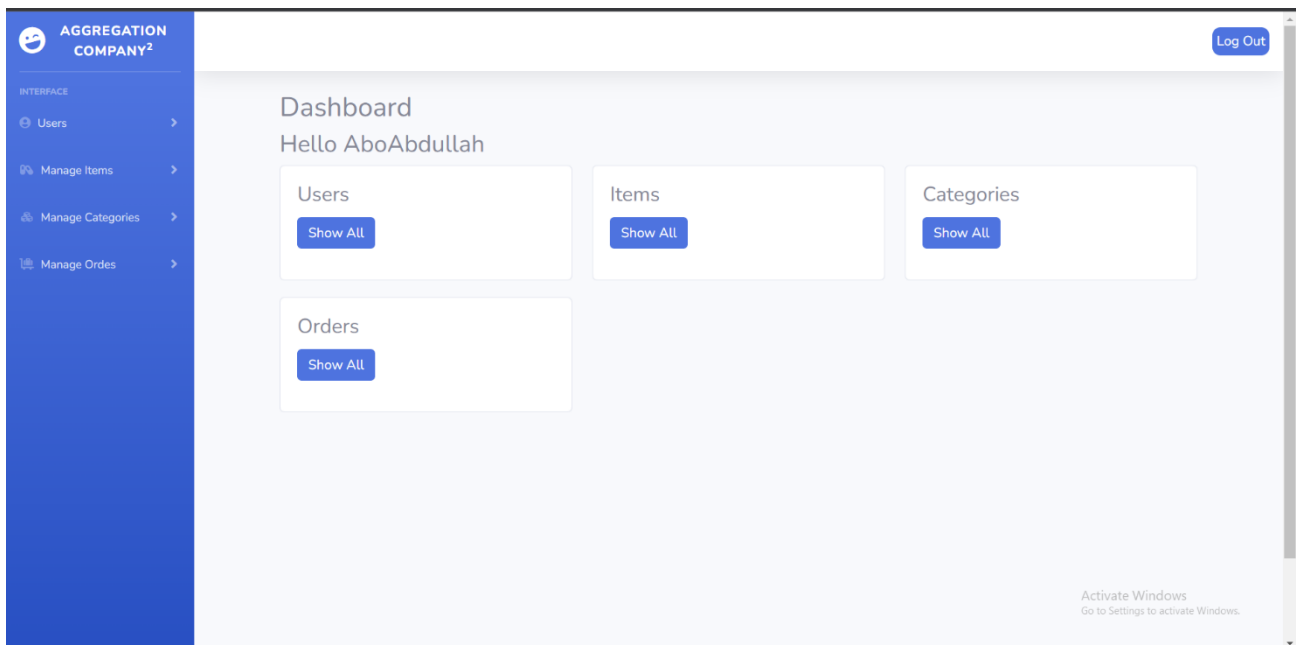 AGGREGATION
COMPANY²
Log Out
INTERFACE
Users
Manage Items
Manage Categories
Manage Ordes
Dashboard
Hello AboAbdullah
Users
Show All
Items
Show All
Categories
Show All
Orders
Show All
Activate Windows
Go to Settings to activate Windows.